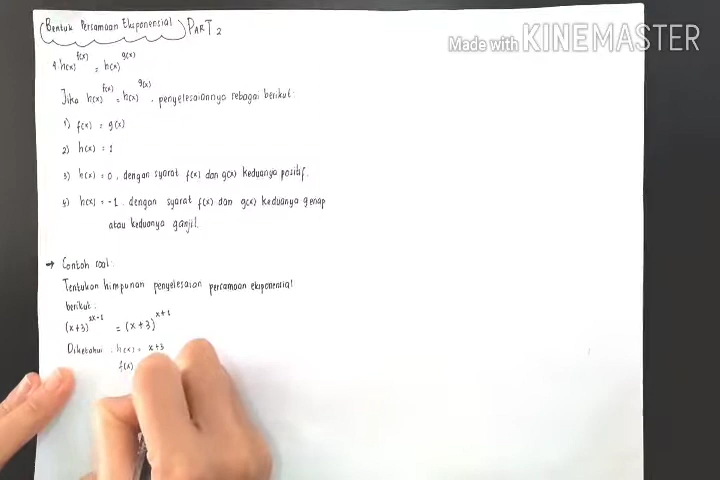 Bentuk Persamaan Eksponensial PART 2
Made with KINEMASTER
4. h(x)^f(x) = h(x)^g(x)
Jika h(x)^f(x) = h(x)^g(x), penyelesaiannya sebagai berikut:
1) f(x) = g(x)
2) h(x) = 1
3) h(x) = 0, dengan syarat f(x) dan g(x) keduanya positif.
4) h(x) = -1, dengan syarat f(x) dan g(x) keduanya genap
atau keduanya ganjil.
→ Contoh soal:
Tentukan himpunan penyelesaian persamaan eksponensial
berikut:
(x+3)^2x-1 = (x+3)^x+1
Diketahui : h(x) = x+3
f(x)